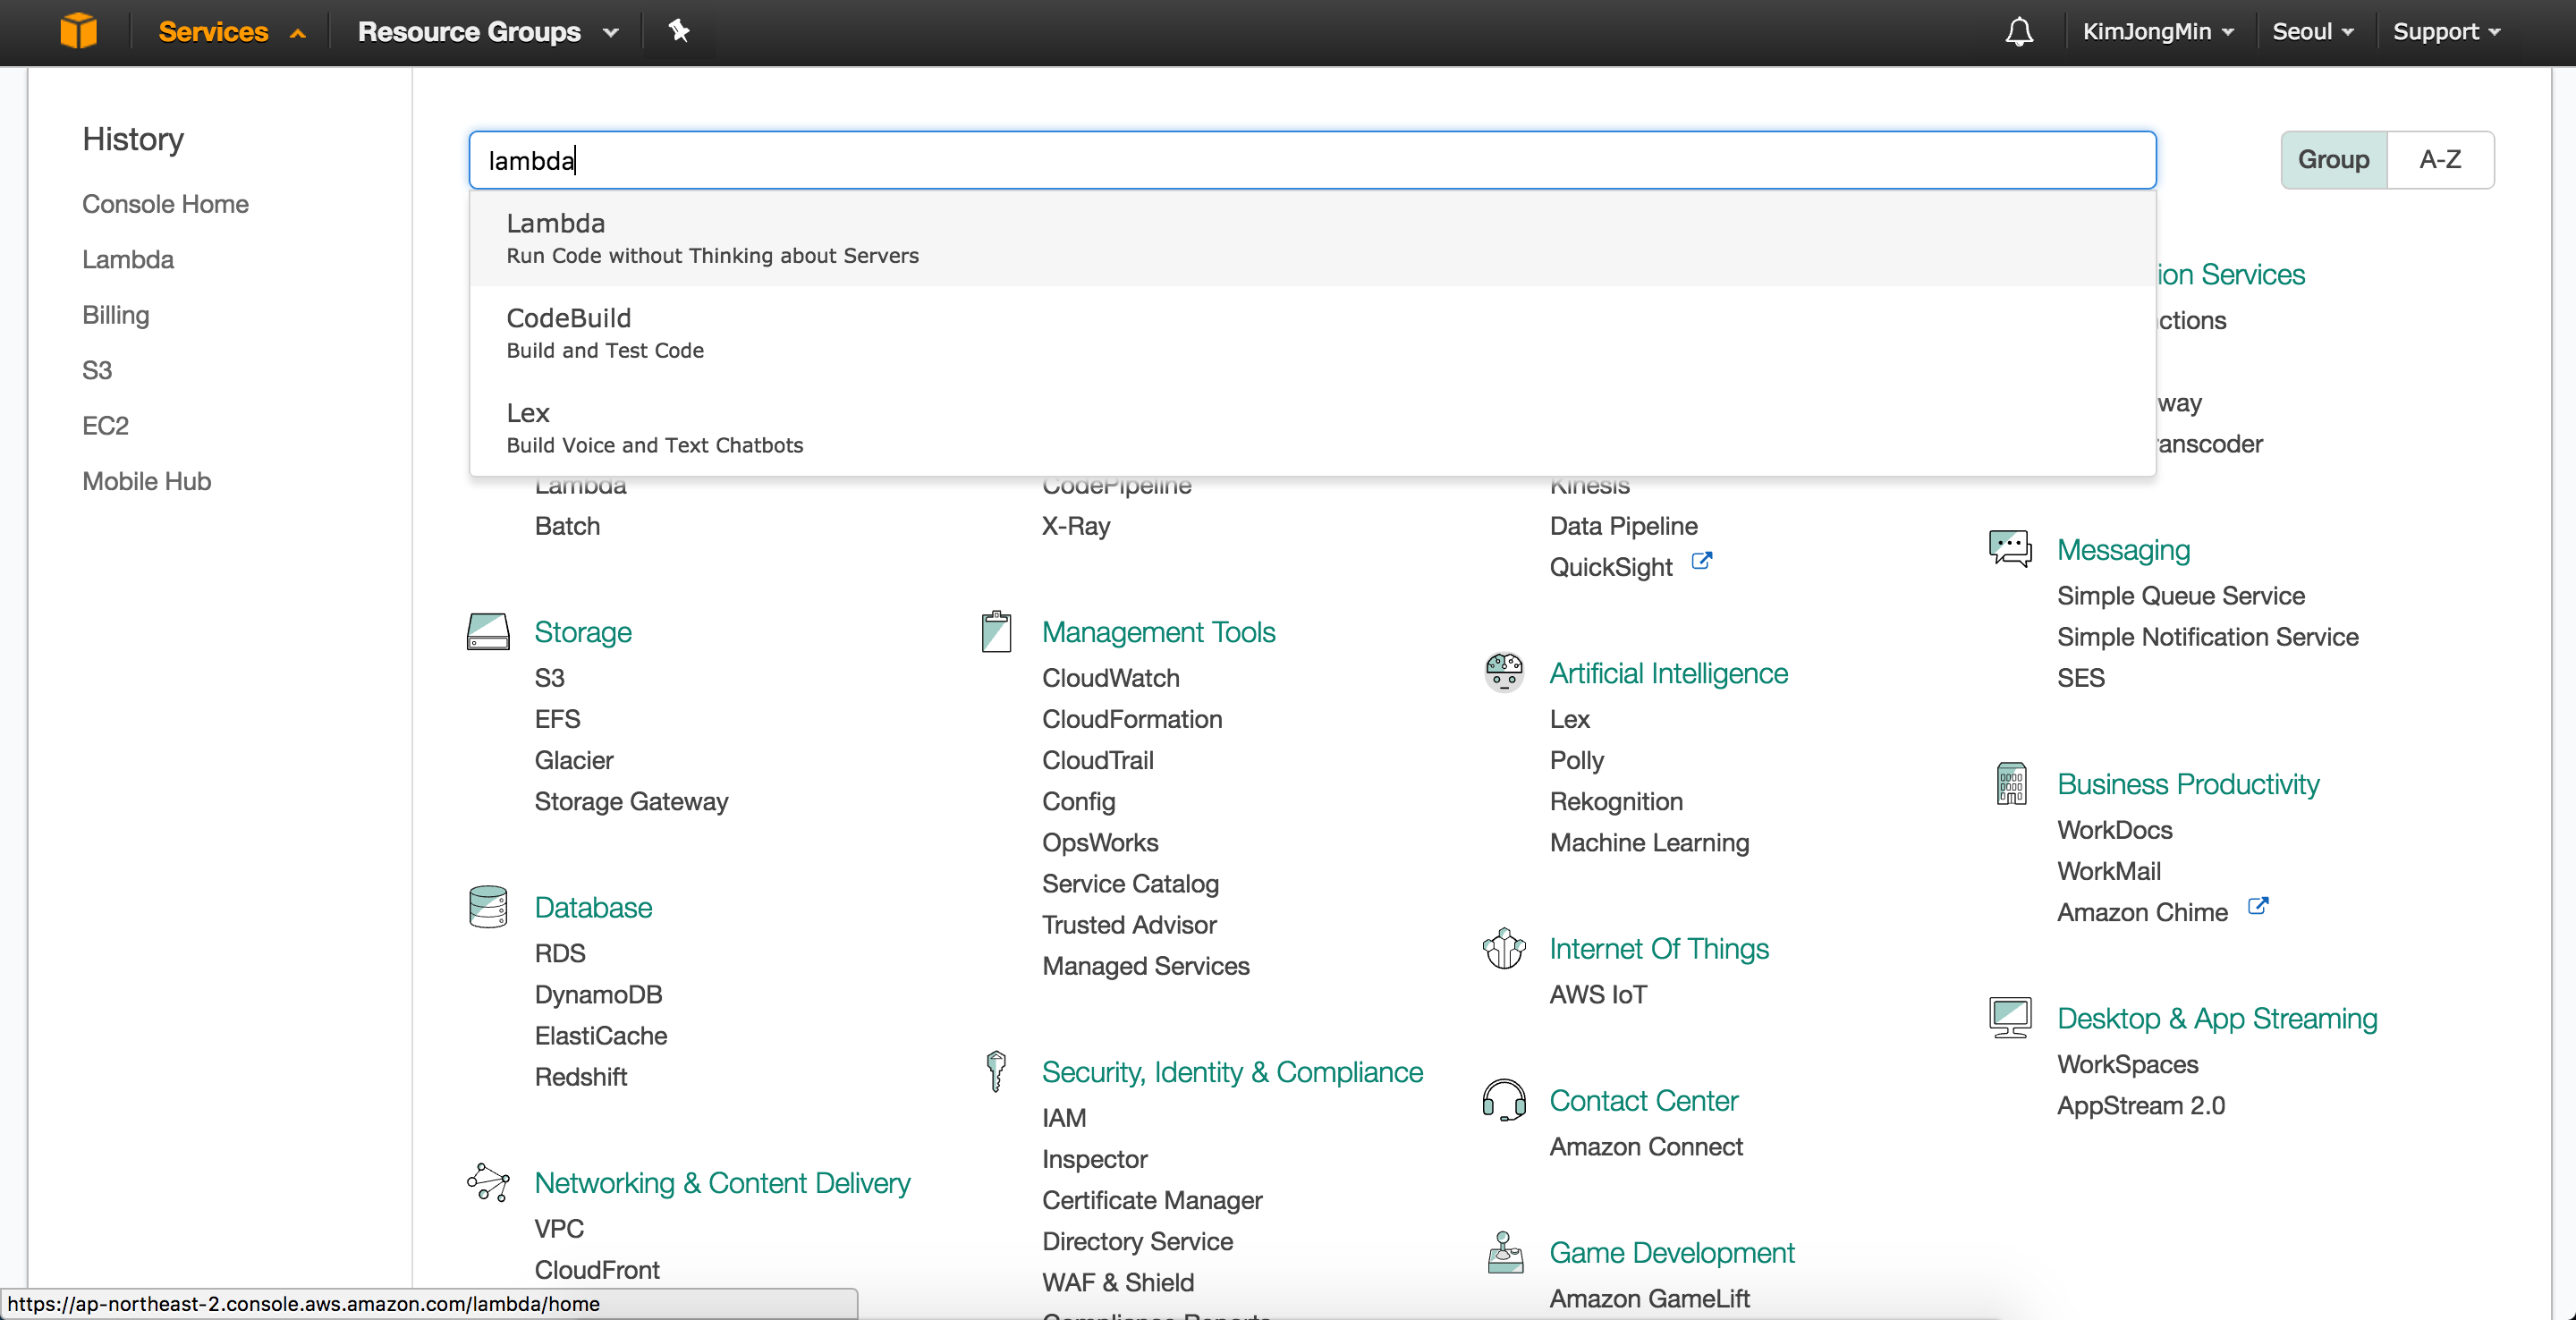 Services
Resource Groups
KimJongMin
Seoul
Support
History
Console Home
Lambda
Billing
S3
EC2
Mobile Hub
lambda
Group
A-Z
Lambda
Run Code without Thinking about Servers
CodeBuild
Build and Test Code
Lex
Build Voice and Text Chatbots
Lambda
Batch
Storage
S3
EFS
Glacier
Storage Gateway
Database
RDS
DynamoDB
ElastiCache
Redshift
Networking & Content Delivery
VPC
CloudFront
CodePipeline
X-Ray
Management Tools
CloudWatch
CloudFormation
CloudTrail
Config
OpsWorks
Service Catalog
Trusted Advisor
Managed Services
Security, Identity & Compliance
IAM
Inspector
Certificate Manager
Directory Service
WAF & Shield
Compliance Reports
Kinesis
Data Pipeline
QuickSight
Artificial Intelligence
Lex
Polly
Rekognition
Machine Learning
Internet Of Things
AWS IoT
Contact Center
Amazon Connect
Game Development
Amazon GameLift
ion Services
ctions
way
anscoder
Messaging
Simple Queue Service
Simple Notification Service
SES
Business Productivity
WorkDocs
WorkMail
Amazon Chime
Desktop & App Streaming
WorkSpaces
AppStream 2.0
https://ap-northeast-2.console.aws.amazon.com/lambda/home